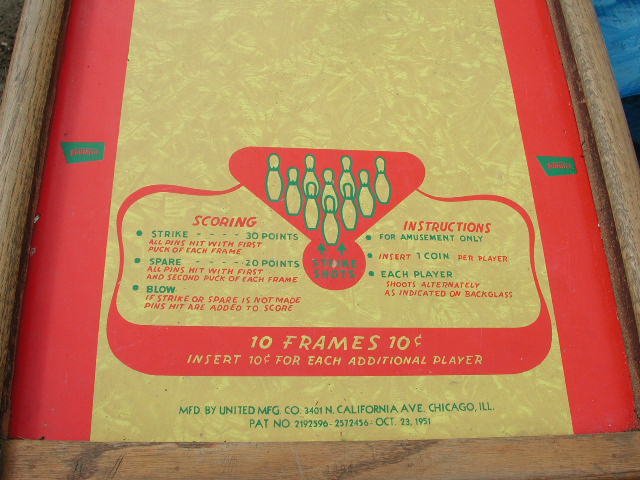 SCORING
STRIKE - - - - 30 POINTS
ALL PINS HIT WITH FIRST
PUCK OF EACH FRAME
SPARE - - - - 20 POINTS
ALL PINS HIT WITH FIRST
AND SECOND PUCK OF EACH FRAME
BLOW
IF STRIKE OR SPARE IS NOT MADE
PINS HIT ARE ADDED TO SCORE
STRIKE
SHOTS
INSTRUCTIONS
FOR AMUSEMENT ONLY
INSERT 1 COIN PER PLAYER
EACH PLAYER
SHOOTS ALTERNATELY
AS INDICATED ON BACKGLASS
10 FRAMES 10¢
INSERT 10¢ FOR EACH ADDITIONAL PLAYER
MFD. BY UNITED MFG. CO. 3401 N. CALIFORNIA AVE. CHICAGO, ILL.
PAT NO. 2192596 - 2572456 - OCT. 23, 1951